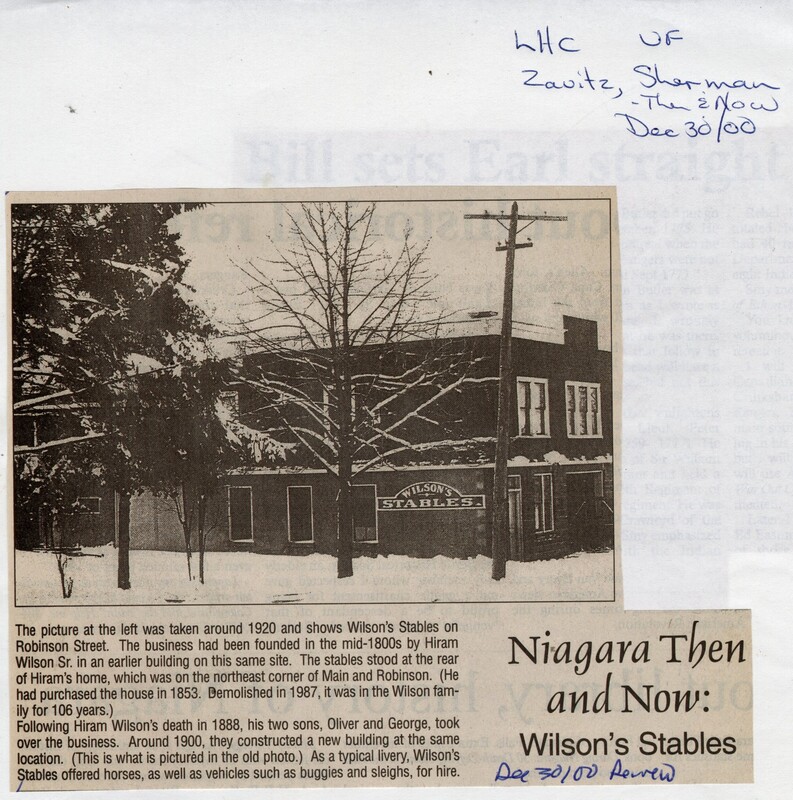 LHC UF
Zavitz, Sherman
- Then & Now
Dec 30/00
Bill sets Earl straight
WILSON'S
STABLES.
The picture at the left was taken around 1920 and shows Wilson's Stables on
Robinson Street. The business had been founded in the mid-1800s by Hiram
Wilson Sr. in an earlier building on this same site. The stables stood at the rear
of Hiram's home, which was on the northeast corner of Main and Robinson. (He
had purchased the house in 1853. Demolished in 1987, it was in the Wilson fam-
ily for 106 years.)
Following Hiram Wilson's death in 1888, his two sons, Oliver and George, took
over the business. Around 1900, they constructed a new building at the same
location. (This is what is pictured in the old photo.) As a typical livery, Wilson's
Stables offered horses, as well as vehicles such as buggies and sleighs, for hire.
Niagara Then
and Now:
Wilson's Stables
Dec 30/00 Review